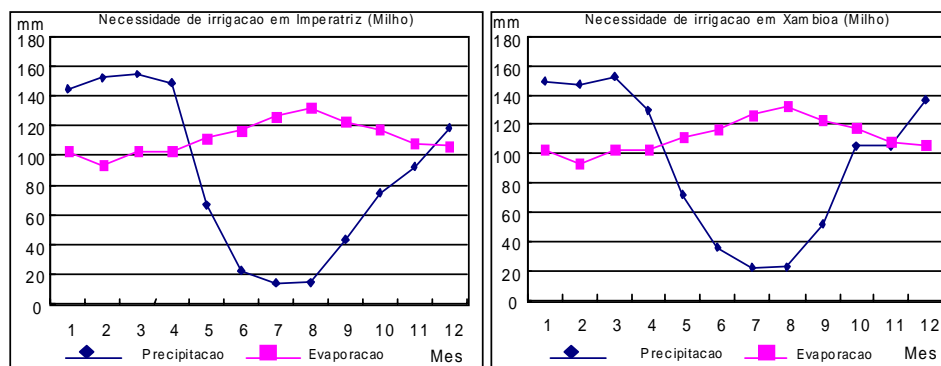 Necessidade de irrigacao em Imperatriz (Milho)
mm
180
160
140
120
100
80
60
40
20
0
1 2 3 4 5 6 7 8 9 10 11 12
Precipitacao Evaporacao Mes
Necessidade de irrigacao em Xambioa (Milho)
mm
180
160
140
120
100
80
60
40
20
0
1 2 3 4 5 6 7 8 9 10 11 12
Precipitacao Evaporacao Mes